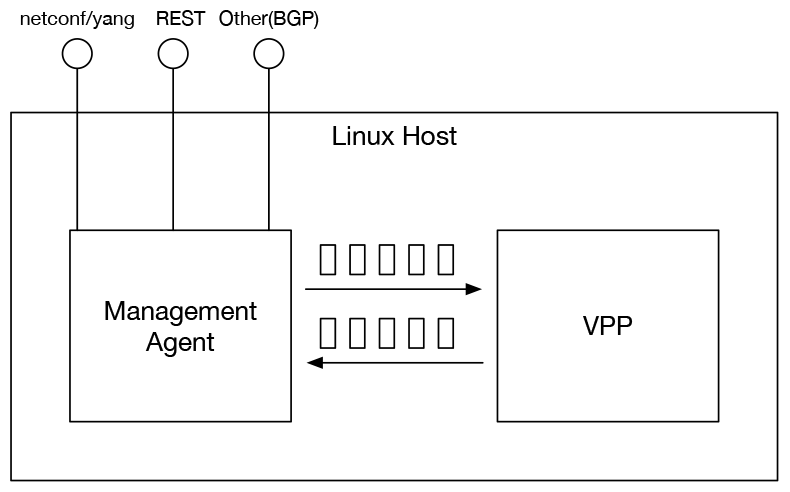 netconf/yang REST Other(BGP)
Linux Host
Management
Agent
VPP